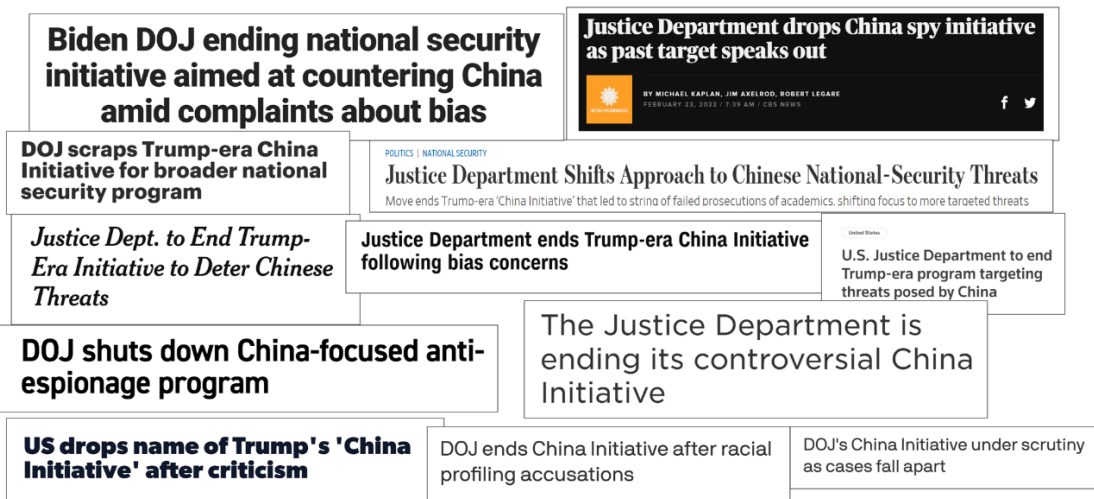 Biden DOJ ending national security
initiative aimed at countering China
amid complaints about bias
Justice Department drops China spy initiative
as past target speaks out
CBS MORNINGS
BY MICHAEL KAPLAN, JIM AXELROD, ROBERT LEGARE
FEBRUARY 23, 2022 / 7:39 AM / CBS NEWS
DOJ scraps Trump-era China
Initiative for broader national
security program
POLITICS | NATIONAL SECURITY
Justice Department Shifts Approach to Chinese National-Security Threats
Move ends Trump-era ‘China Initiative’ that led to string of failed prosecutions of academics, shifting focus to more targeted threats
Justice Dept. to End Trump-
Era Initiative to Deter Chinese
Threats
Justice Department ends Trump-era China Initiative
following bias concerns
United States
U.S. Justice Department to end
Trump-era program targeting
threats posed by China
DOJ shuts down China-focused anti-
espionage program
The Justice Department is
ending its controversial China
Initiative
US drops name of Trump's 'China
Initiative' after criticism
DOJ ends China Initiative after racial
profiling accusations
DOJ's China Initiative under scrutiny
as cases fall apart